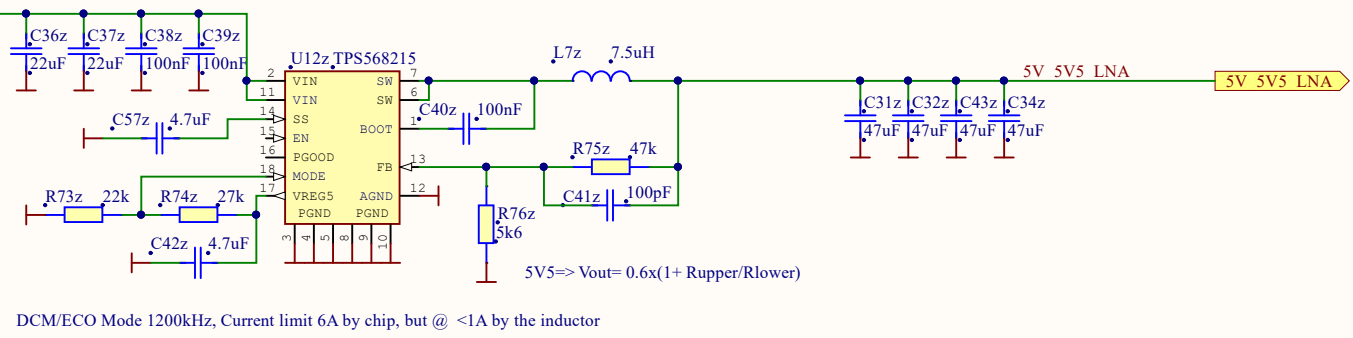 C36z
22uF
C37z
22uF
C38z
100nF
C39z
100nF
U12z TPS568215
2 VIN
11 VIN
14 SS
15 EN
16 PGOOD
18 MODE
17 VREG5
SW 7
SW 6
BOOT 1
FB 13
AGND 12
PGND PGND
3 4 5 8 9 10
C57z 4.7uF
R73z 22k
R74z 27k
C42z 4.7uF
C40z 100nF
L7z 7.5uH
R75z 47k
C41z 100pF
R76z
5k6
5V 5V5 LNA
5V 5V5 LNA
C31z
47uF
C32z
47uF
C43z
47uF
C34z
47uF
5V5=> Vout= 0.6x(1+ Rupper/Rlower)
DCM/ECO Mode 1200kHz, Current limit 6A by chip, but @ <1A by the inductor